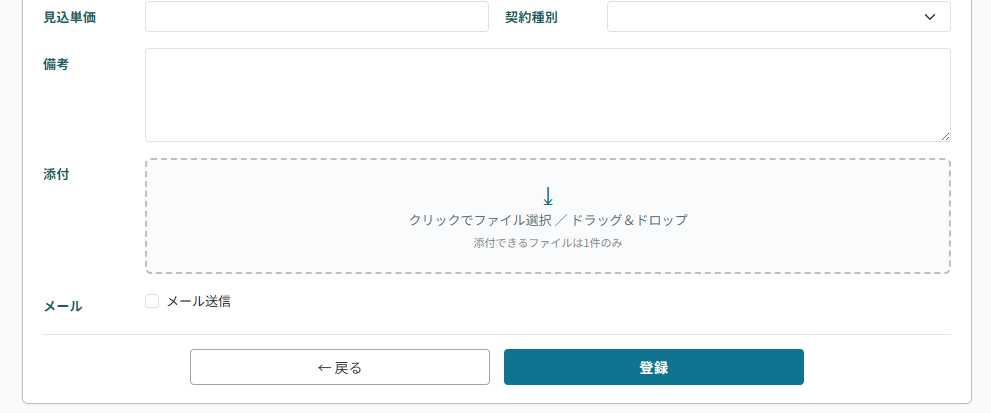 見込単価
契約種別
備考
添付
クリックでファイル選択 ／ ドラッグ＆ドロップ
添付できるファイルは1件のみ
メール
メール送信
← 戻る
登録